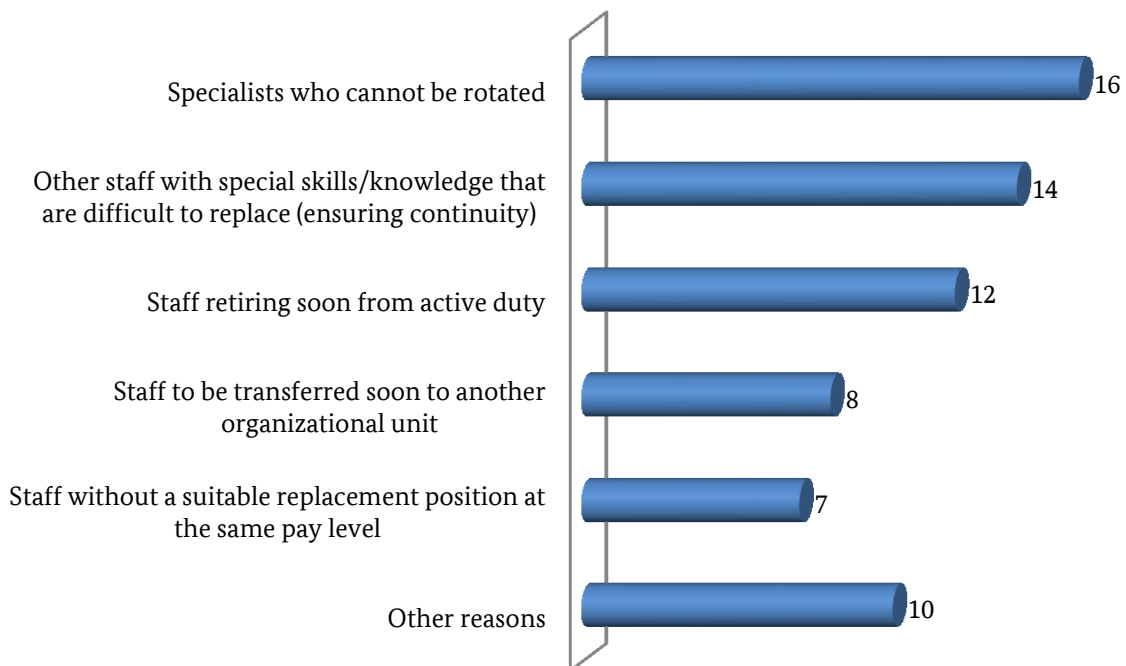 Specialists who cannot be rotated
16
Other staff with special skills/knowledge that
are difficult to replace (ensuring continuity)
14
Staff retiring soon from active duty
12
Staff to be transferred soon to another
organizational unit
8
Staff without a suitable replacement position at
the same pay level
7
Other reasons
10